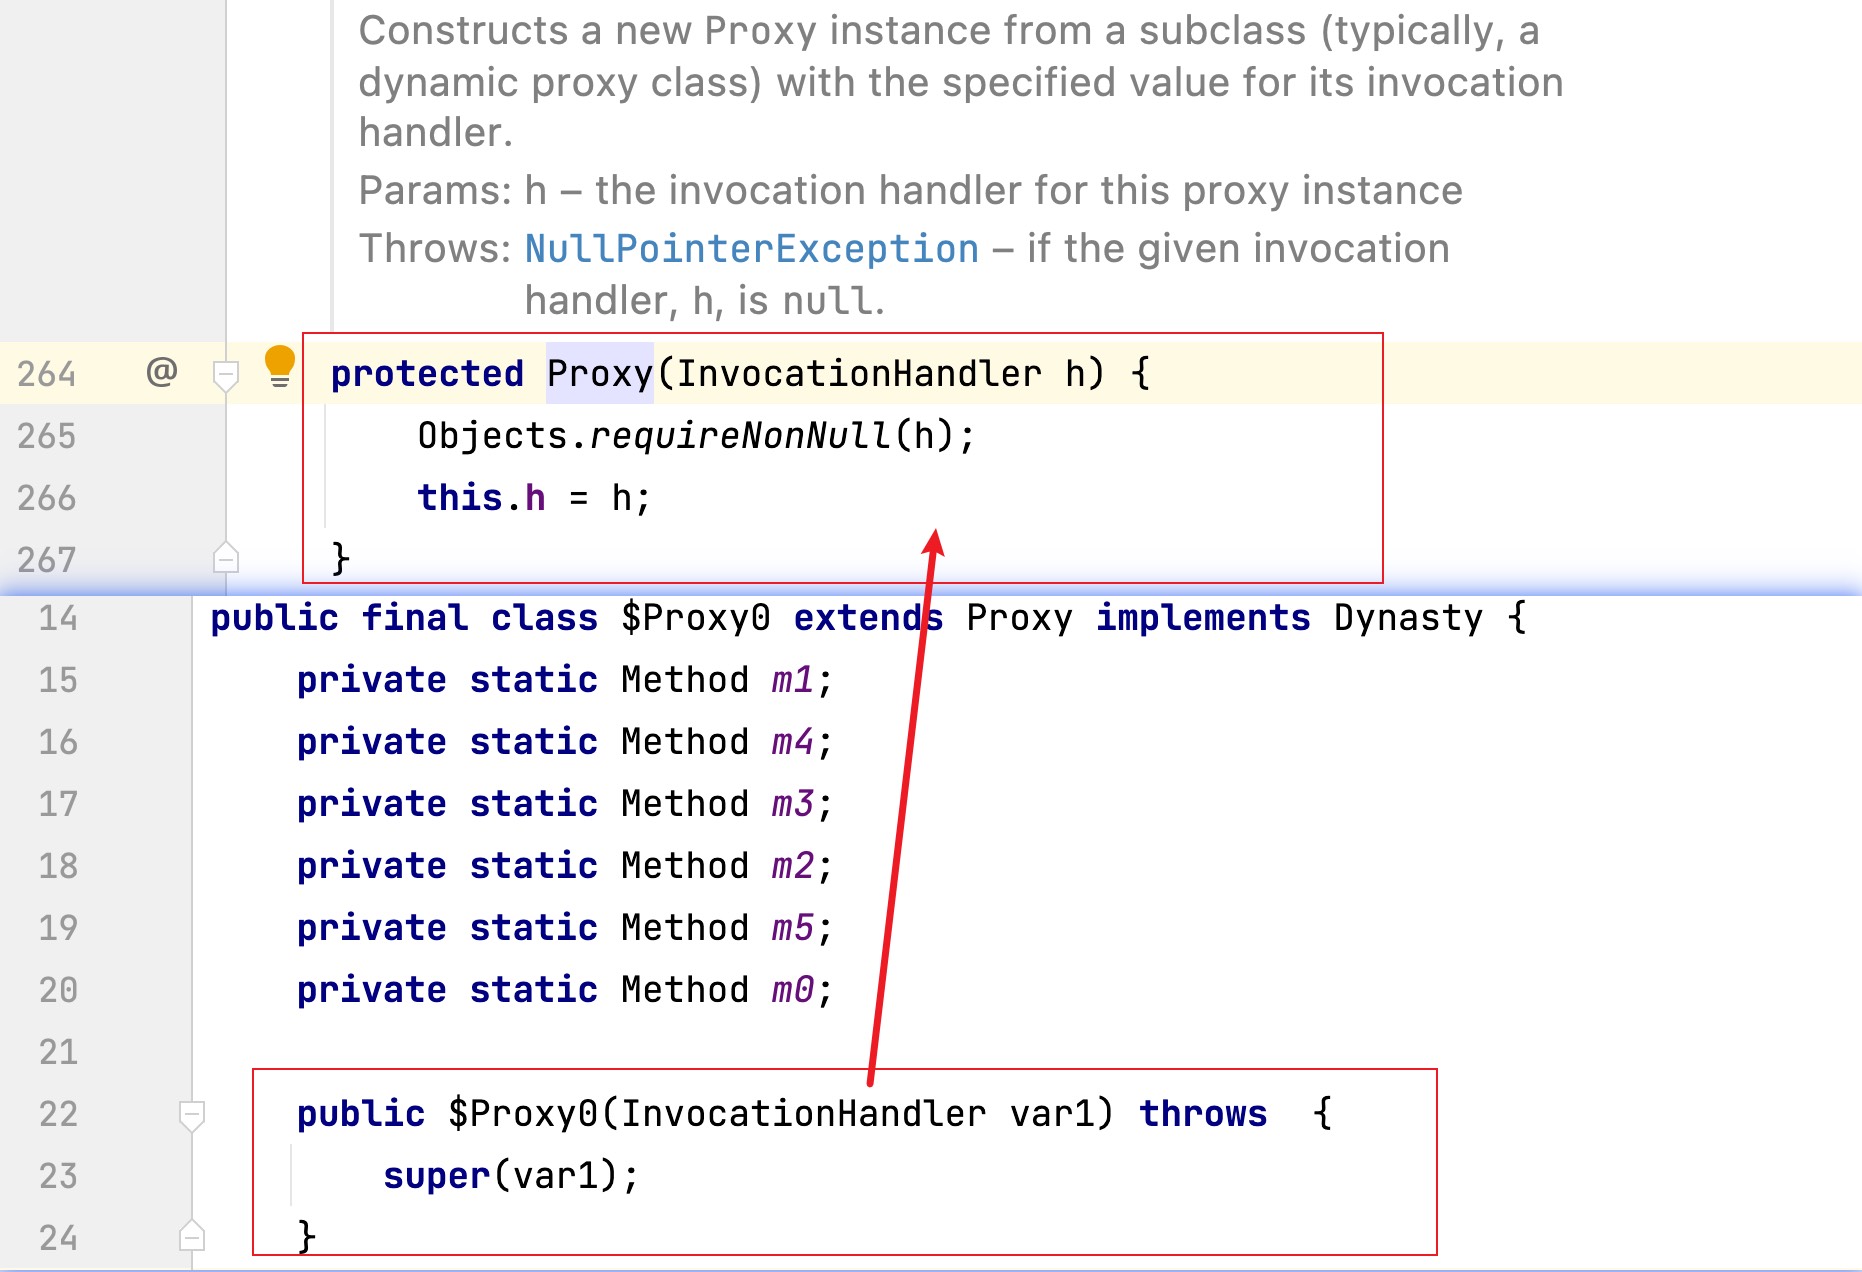 Constructs a new Proxy instance from a subclass (typically, a
dynamic proxy class) with the specified value for its invocation
handler.
Params: h – the invocation handler for this proxy instance
Throws: NullPointerException – if the given invocation
handler, h, is null.
264 @ protected Proxy(InvocationHandler h) {
265 Objects.requireNonNull(h);
266 this.h = h;
267 }
14 public final class $Proxy0 extends Proxy implements Dynasty {
15 private static Method m1;
16 private static Method m4;
17 private static Method m3;
18 private static Method m2;
19 private static Method m5;
20 private static Method m0;
21
22 public $Proxy0(InvocationHandler var1) throws {
23 super(var1);
24 }